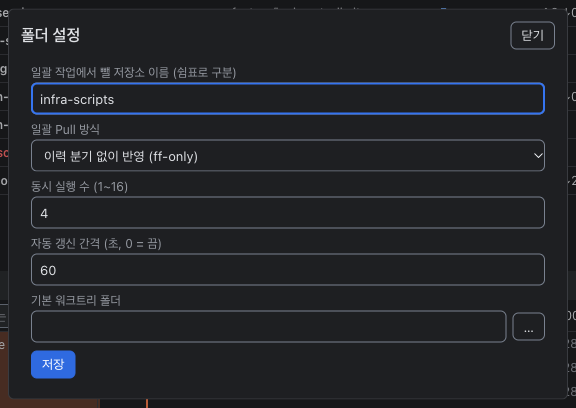 폴더 설정
닫기
일괄 작업에서 뺄 저장소 이름 (쉼표로 구분)
infra-scripts
일괄 Pull 방식
이력 분기 없이 반영 (ff-only)
동시 실행 수 (1~16)
4
자동 갱신 간격 (초, 0 = 끔)
60
기본 워크트리 폴더
...
저장